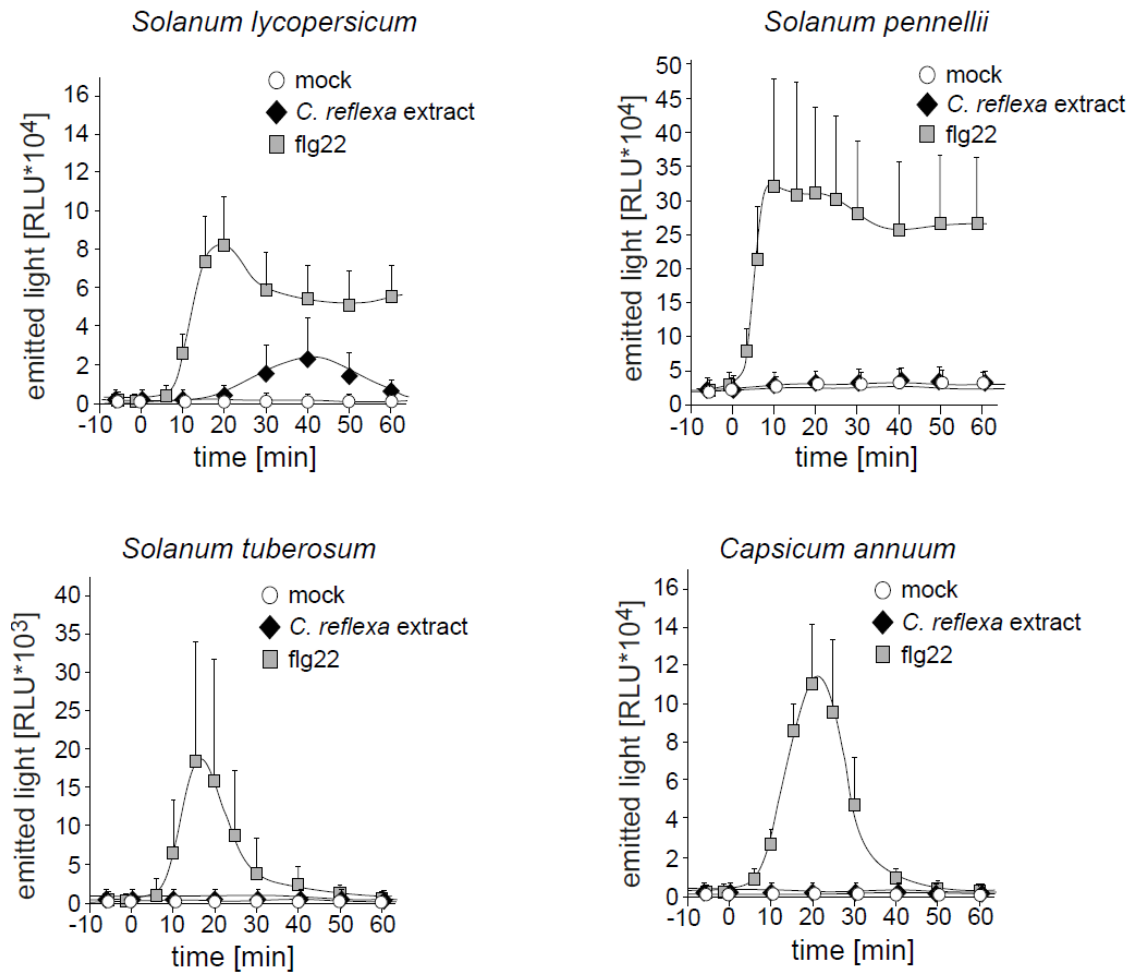 Solanum lycopersicum
emitted light [RLU*10⁴]
16
14
12
10
8
6
4
2
0
mock
C. reflexa extract
flg22
-10 0 10 20 30 40 50 60
time [min]
Solanum pennellii
emitted light [RLU*10⁴]
50
45
40
35
30
25
20
15
10
5
0
mock
C. reflexa extract
flg22
-10 0 10 20 30 40 50 60
time [min]
Solanum tuberosum
emitted light [RLU*10³]
40
35
30
25
20
15
10
5
0
mock
C. reflexa extract
flg22
-10 0 10 20 30 40 50 60
time [min]
Capsicum annuum
emitted light [RLU*10⁴]
16
14
12
10
8
6
4
2
0
mock
C. reflexa extract
flg22
-10 0 10 20 30 40 50 60
time [min]